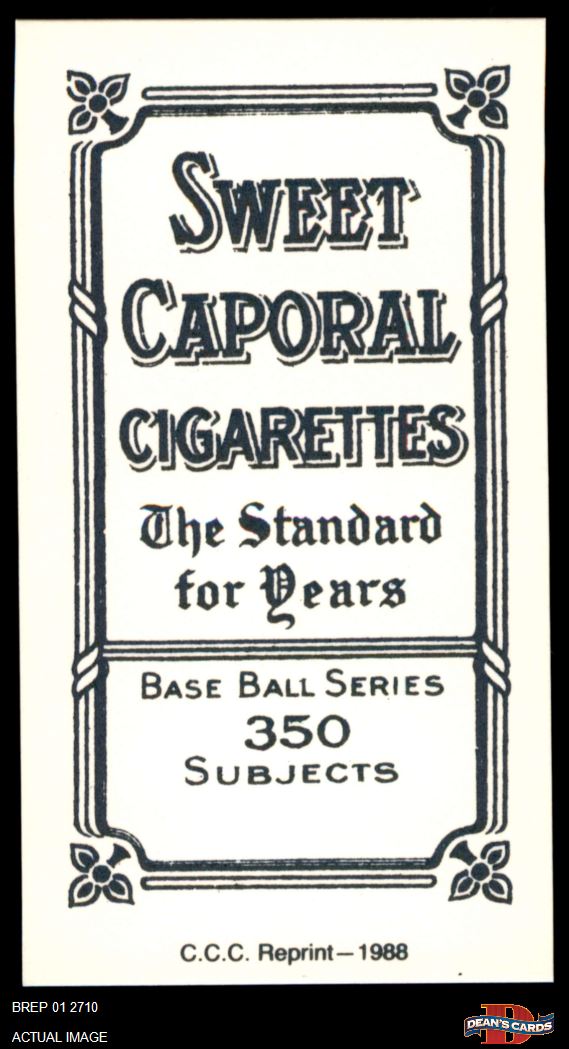 SWEET
CAPORAL
CIGARETTES
The Standard
for Years
BASE BALL SERIES
350
SUBJECTS
C.C.C. Reprint—1988
BREP 01 2710
ACTUAL IMAGE
DEAN'S CARDS